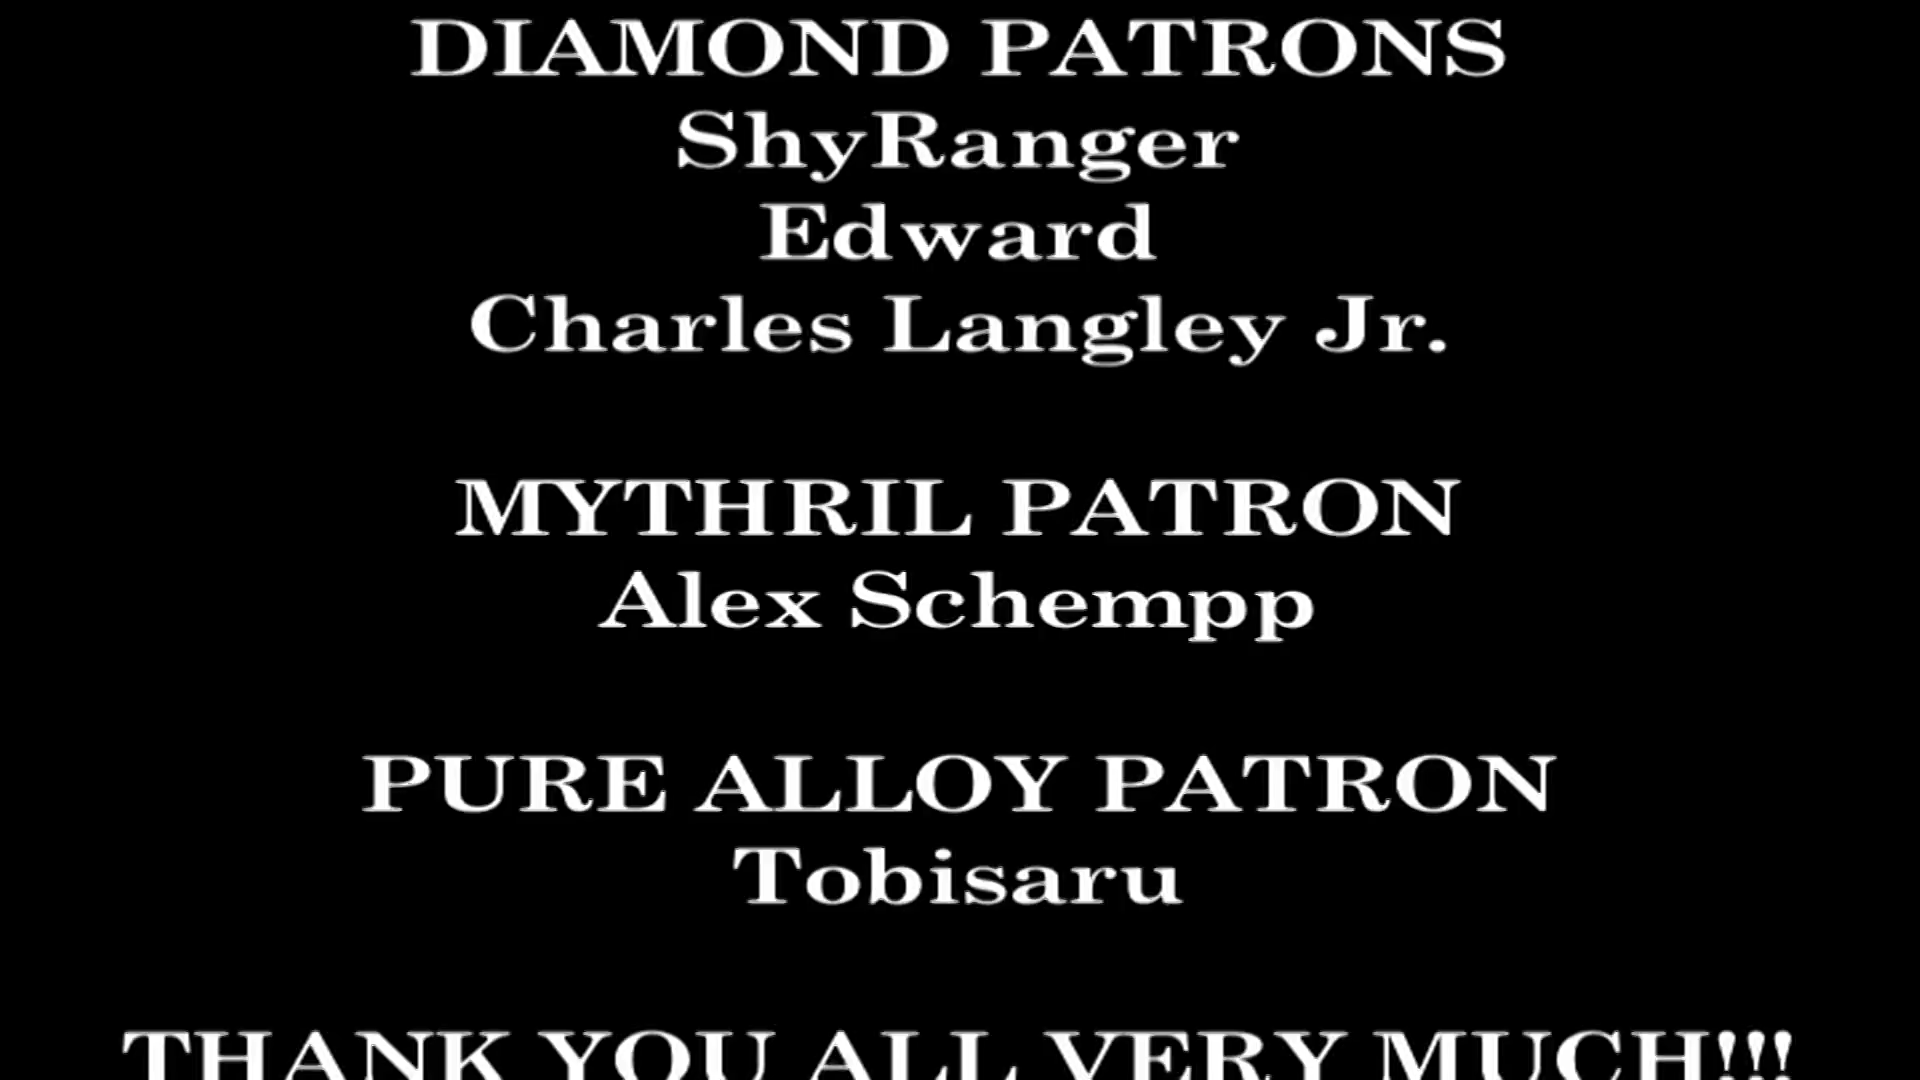 DIAMOND PATRONS
ShyRanger
Edward
Charles Langley Jr.
MYTHRIL PATRON
Alex Schempp
PURE ALLOY PATRON
Tobisaru
THANK YOU ALL VERY MUCH!!!